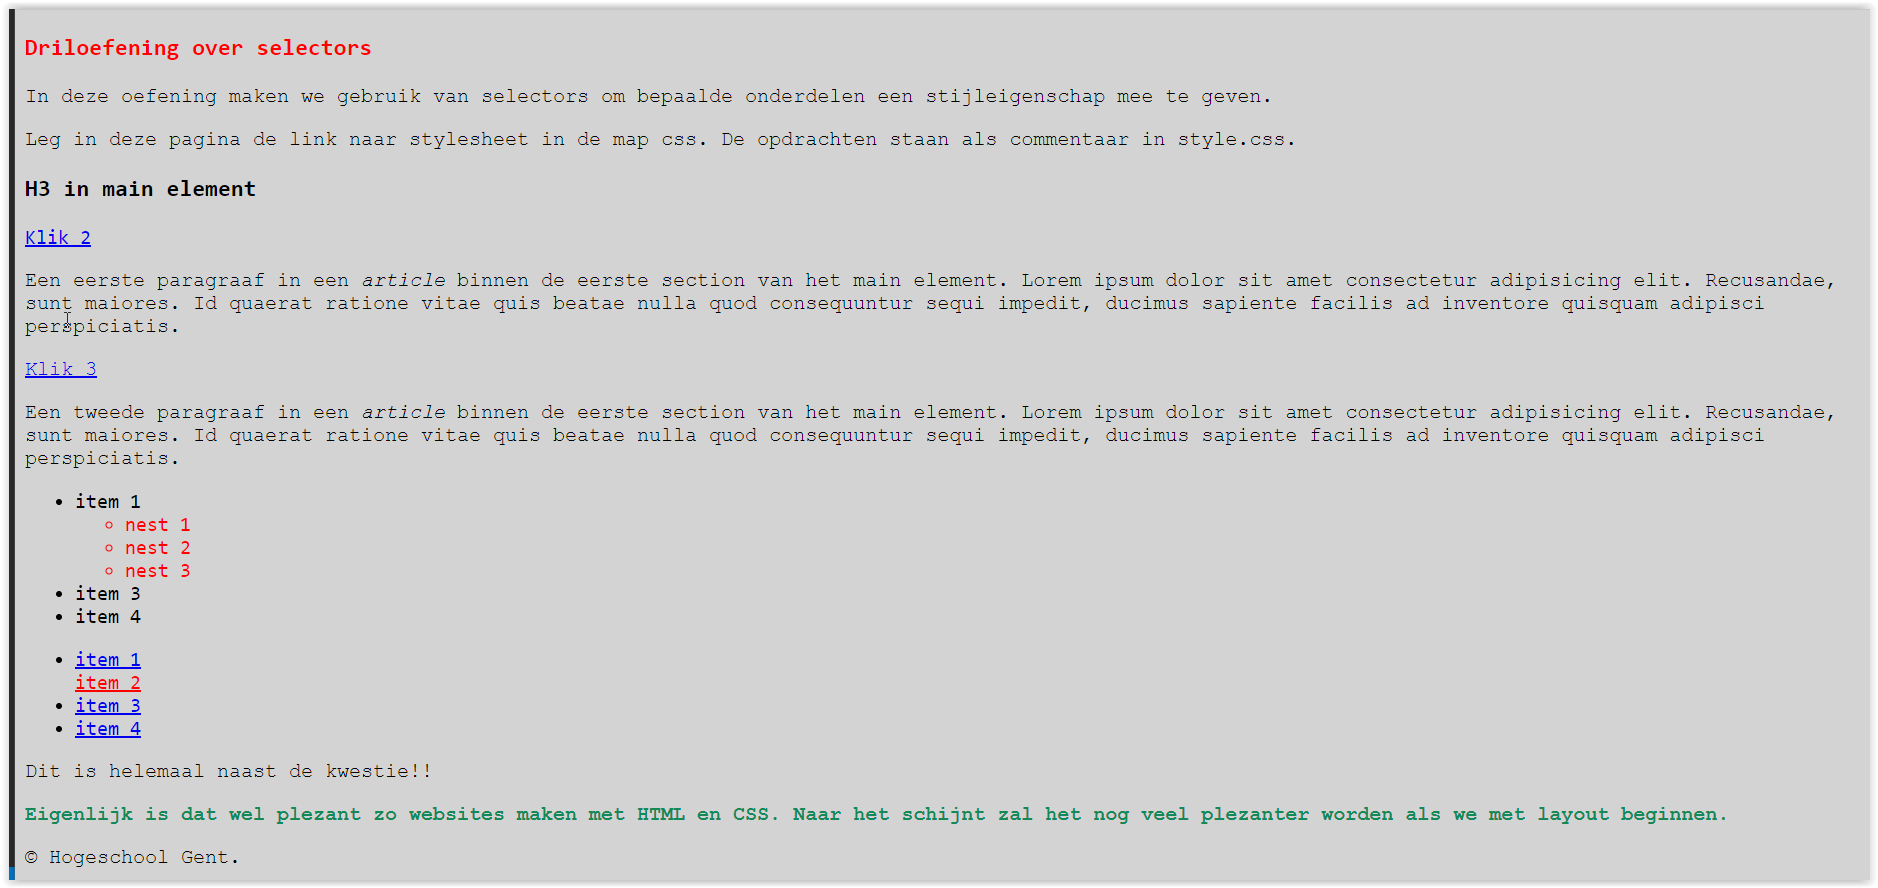 Driloefening over selectors
In deze oefening maken we gebruik van selectors om bepaalde onderdelen een stijleigenschap mee te geven.
Leg in deze pagina de link naar stylesheet in de map css. De opdrachten staan als commentaar in style.css.
H3 in main element
Klik 2
Een eerste paragraaf in een article binnen de eerste section van het main element. Lorem ipsum dolor sit amet consectetur adipisicing elit. Recusandae,
sunt maiores. Id quaerat ratione vitae quis beatae nulla quod consequuntur sequi impedit, ducimus sapiente facilis ad inventore quisquam adipisci
perspiciatis.
Klik 3
Een tweede paragraaf in een article binnen de eerste section van het main element. Lorem ipsum dolor sit amet consectetur adipisicing elit. Recusandae,
sunt maiores. Id quaerat ratione vitae quis beatae nulla quod consequuntur sequi impedit, ducimus sapiente facilis ad inventore quisquam adipisci
perspiciatis.
• item 1
◦ nest 1
◦ nest 2
◦ nest 3
• item 3
• item 4
• item 1
item 2
• item 3
• item 4
Dit is helemaal naast de kwestie!!
Eigenlijk is dat wel plezant zo websites maken met HTML en CSS. Naar het schijnt zal het nog veel plezanter worden als we met layout beginnen.
© Hogeschool Gent.